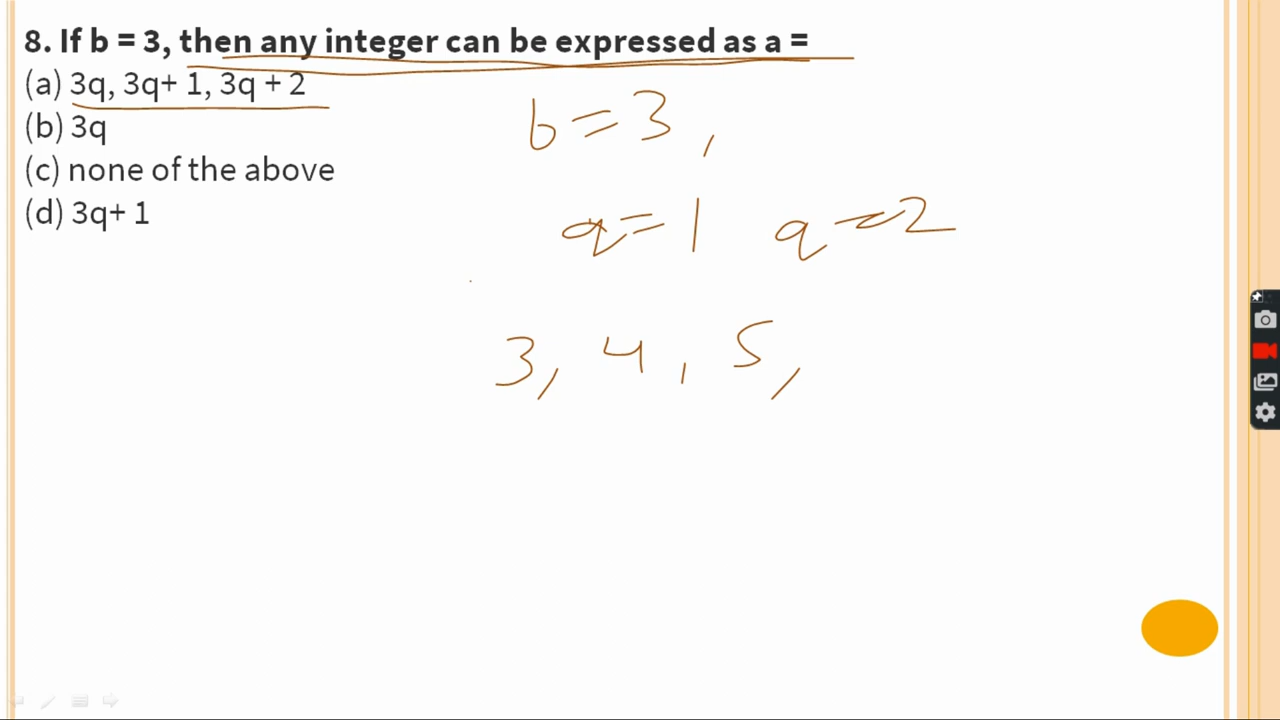 8. If b = 3, then any integer can be expressed as a =
(a) 3q, 3q+ 1, 3q + 2
(b) 3q
(c) none of the above
(d) 3q+ 1
b = 3 ,
q = 1 q = 2
3 , 4 , 5 ,